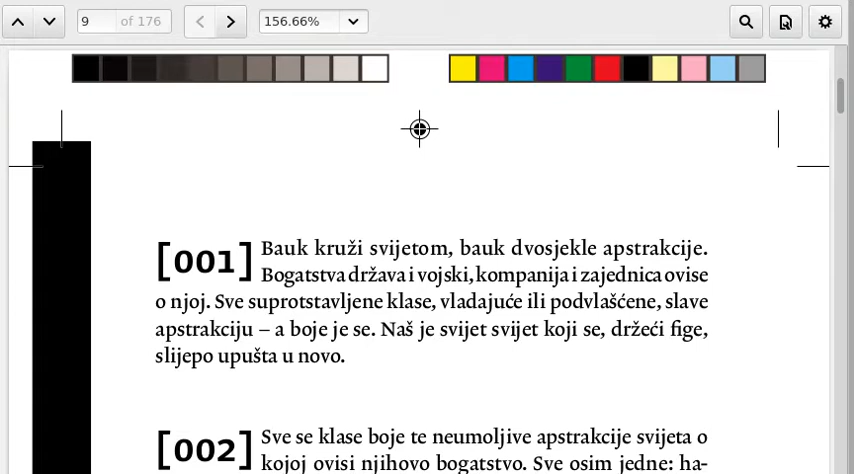 9 of 176 156.66%
[001] Bauk kruži svijetom, bauk dvosjekle apstrakcije.
Bogatstva država i vojski, kompanija i zajednica ovise
o njoj. Sve suprotstavljene klase, vladajuće ili podvlašćene, slave
apstrakciju – a boje je se. Naš je svijet svijet koji se, držeći fige,
slijepo upušta u novo.
[002] Sve se klase boje te neumoljive apstrakcije svijeta o
kojoj ovisi njihovo bogatstvo. Sve osim jedne: ha-